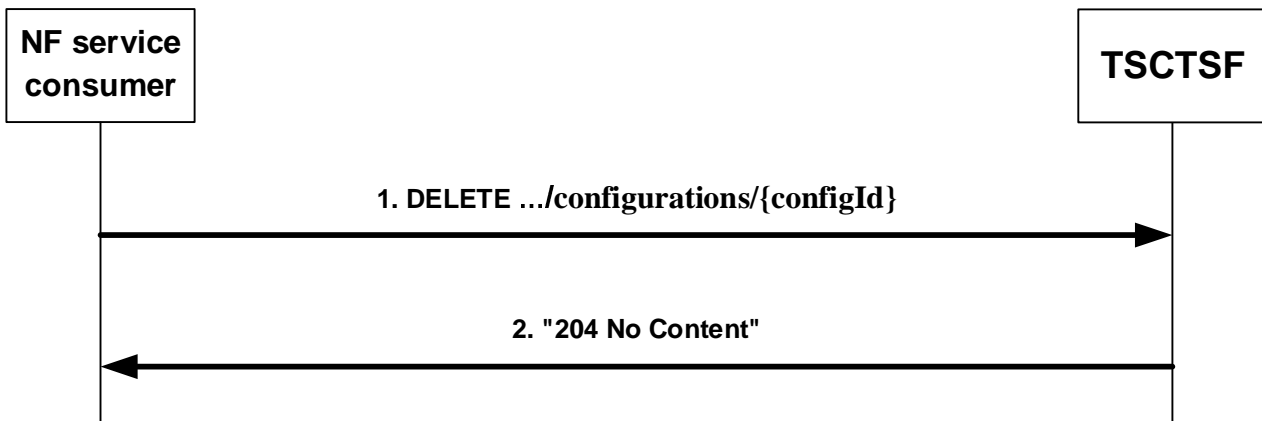 NF service
consumer
TSCTSF
1. DELETE …/configurations/{configId}
2. "204 No Content"